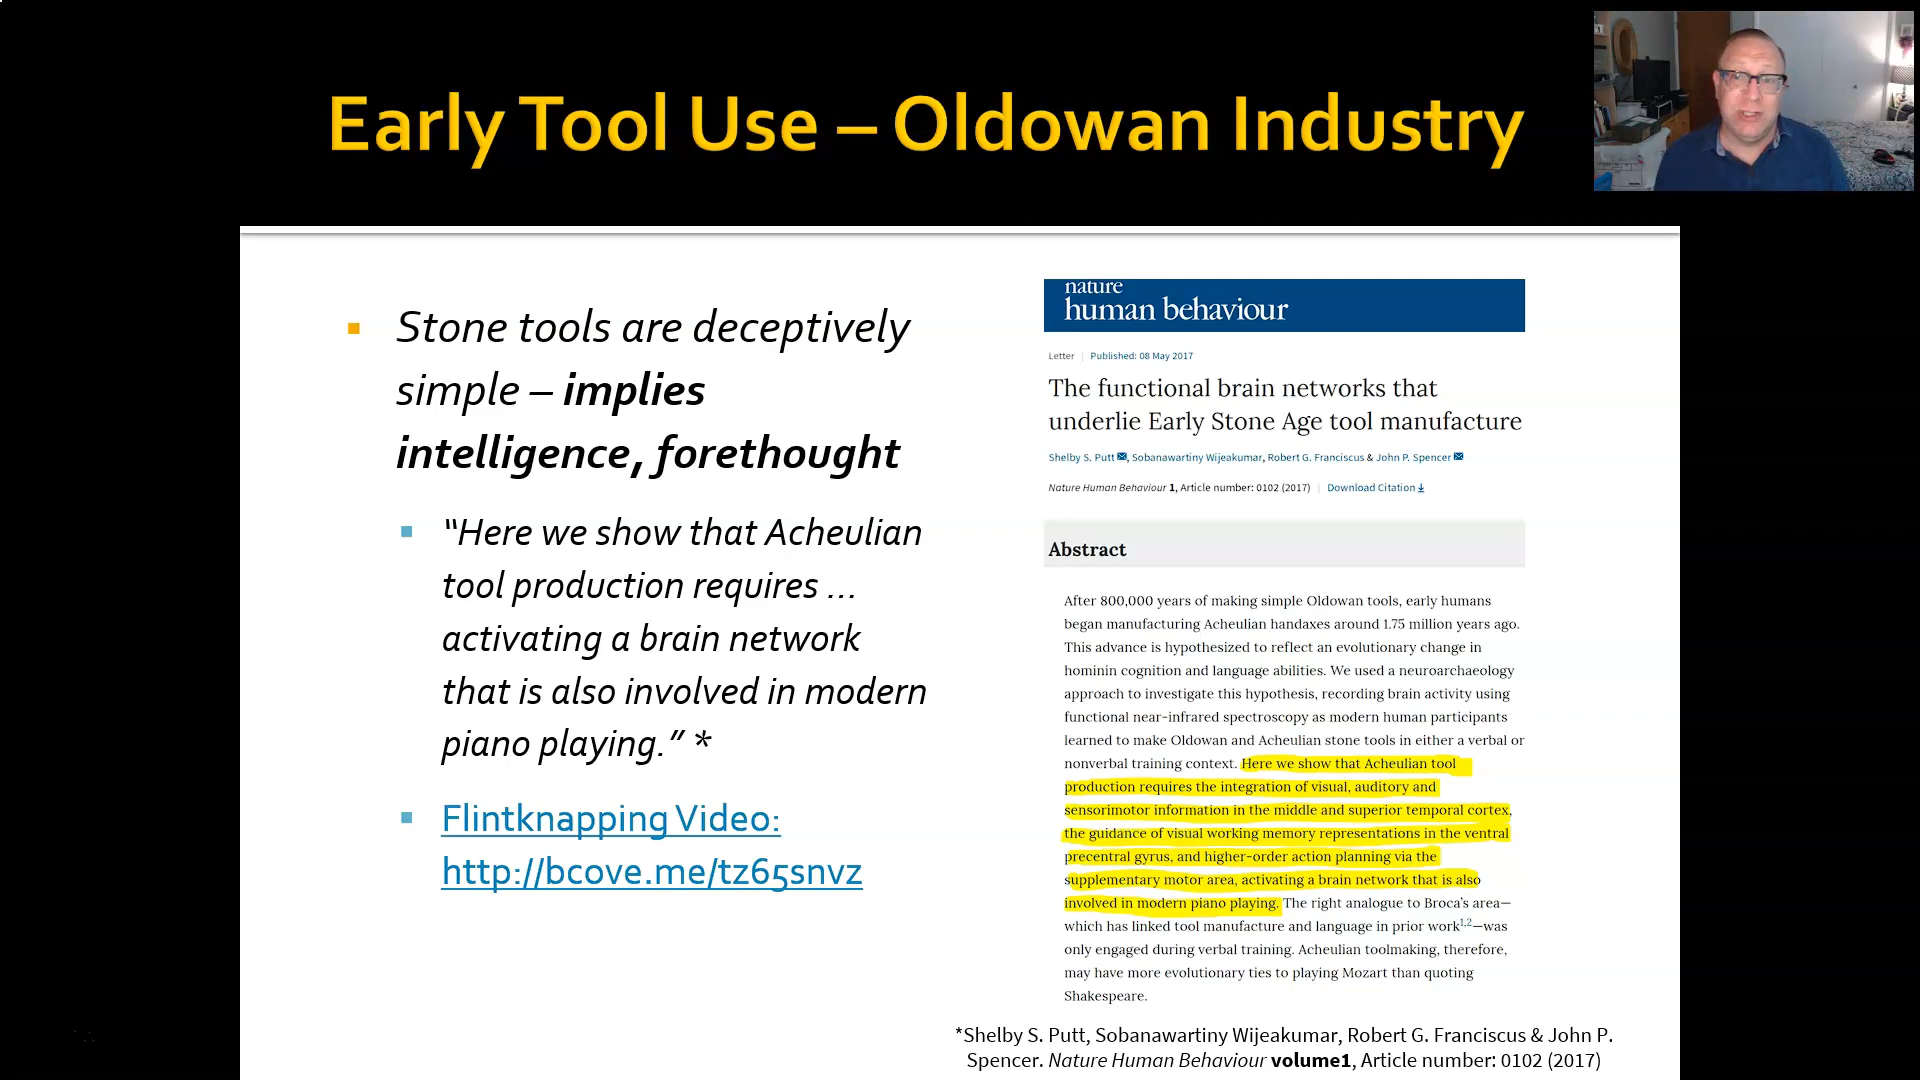 Early Tool Use – Oldowan Industry
Stone tools are deceptively
simple – implies
intelligence, forethought
“Here we show that Acheulian
tool production requires ...
activating a brain network
that is also involved in modern
piano playing.” *
Flintknapping Video:
http://bcove.me/tz65snvz
nature
human behaviour
Letter | Published: 08 May 2017
The functional brain networks that
underlie Early Stone Age tool manufacture
Shelby S. Putt, Sobanawartiny Wijeakumar, Robert G. Franciscus & John P. Spencer
Nature Human Behaviour 1, Article number: 0102 (2017) | Download Citation
Abstract
After 800,000 years of making simple Oldowan tools, early humans
began manufacturing Acheulian handaxes around 1.75 million years ago.
This advance is hypothesized to reflect an evolutionary change in
hominin cognition and language abilities. We used a neuroarchaeology
approach to investigate this hypothesis, recording brain activity using
functional near-infrared spectroscopy as modern human participants
learned to make Oldowan and Acheulian stone tools in either a verbal or
nonverbal training context. Here we show that Acheulian tool
production requires the integration of visual, auditory and
sensorimotor information in the middle and superior temporal cortex,
the guidance of visual working memory representations in the ventral
precentral gyrus, and higher-order action planning via the
supplementary motor area, activating a brain network that is also
involved in modern piano playing. The right analogue to Broca’s area—
which has linked tool manufacture and language in prior work1,2—was
only engaged during verbal training. Acheulian toolmaking, therefore,
may have more evolutionary ties to playing Mozart than quoting
Shakespeare.
*Shelby S. Putt, Sobanawartiny Wijeakumar, Robert G. Franciscus & John P.
Spencer. Nature Human Behaviour volume1, Article number: 0102 (2017)